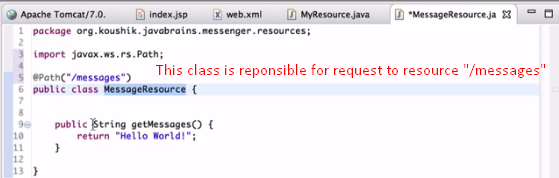 Apache Tomcat/7.0. index.jsp web.xml MyResource.java *MessageResource.ja
1 package org.koushik.javabrains.messenger.resources;
2
3 import javax.ws.rs.Path;
4
5 @Path("/messages")
This class is reponsible for request to resource "/messages"
6 public class MessageResource {
7
8
9 public String getMessages() {
10 return "Hello World!";
11 }
12
13 }